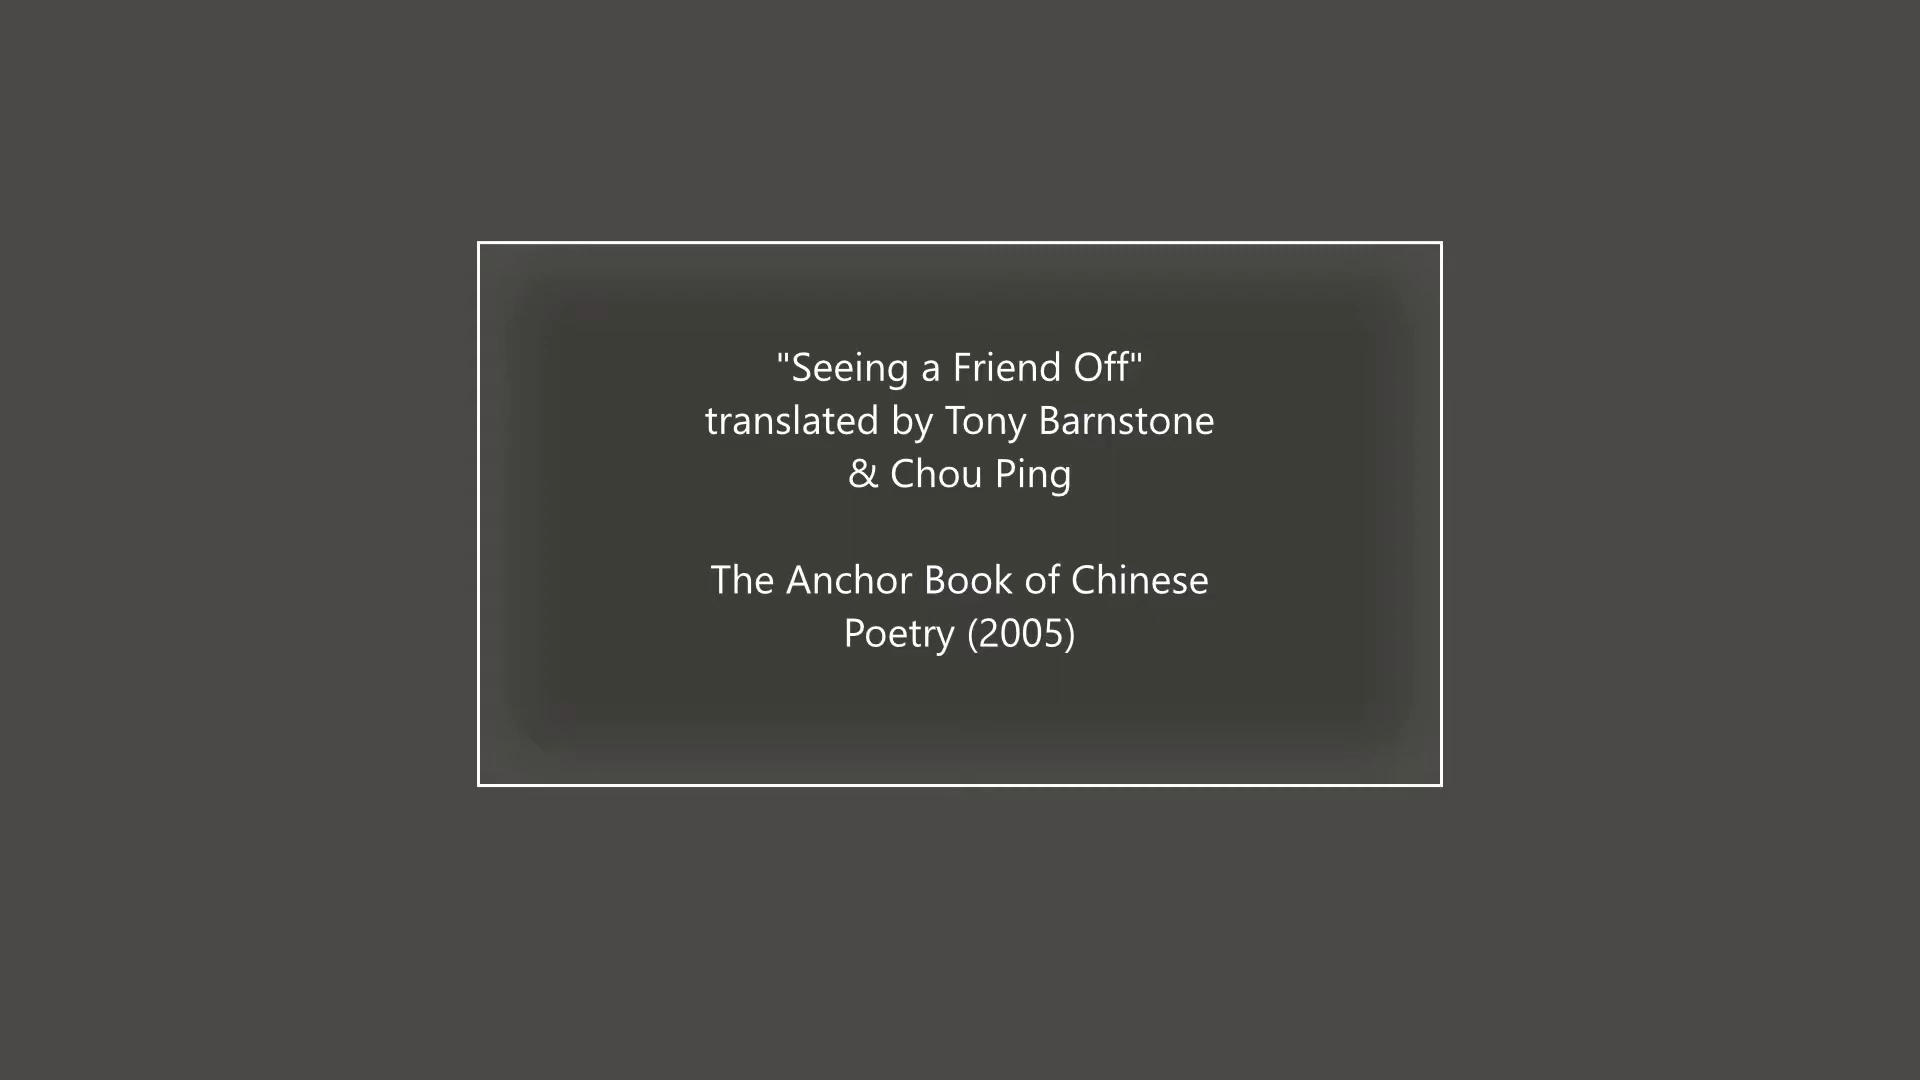 "Seeing a Friend Off"
translated by Tony Barnstone
& Chou Ping
The Anchor Book of Chinese
Poetry (2005)